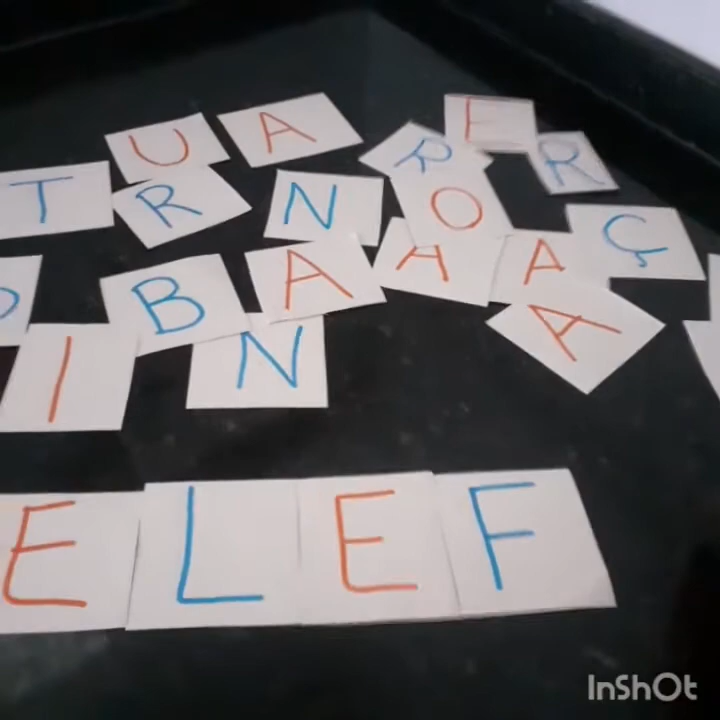 U A E
T R N R R
O Ç
B A A A
I N A
E L E F
InShOt